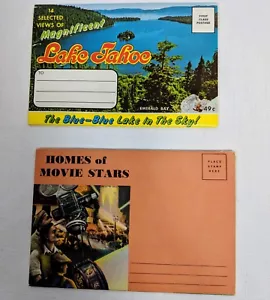 14
SELECTED
VIEWS OF
Magnificent
Lake Tahoe
TO
EMERALD BAY
49¢
The Blue-Blue Lake in The Sky!
HOMES of
MOVIE STARS
PLACE
STAMP
HERE